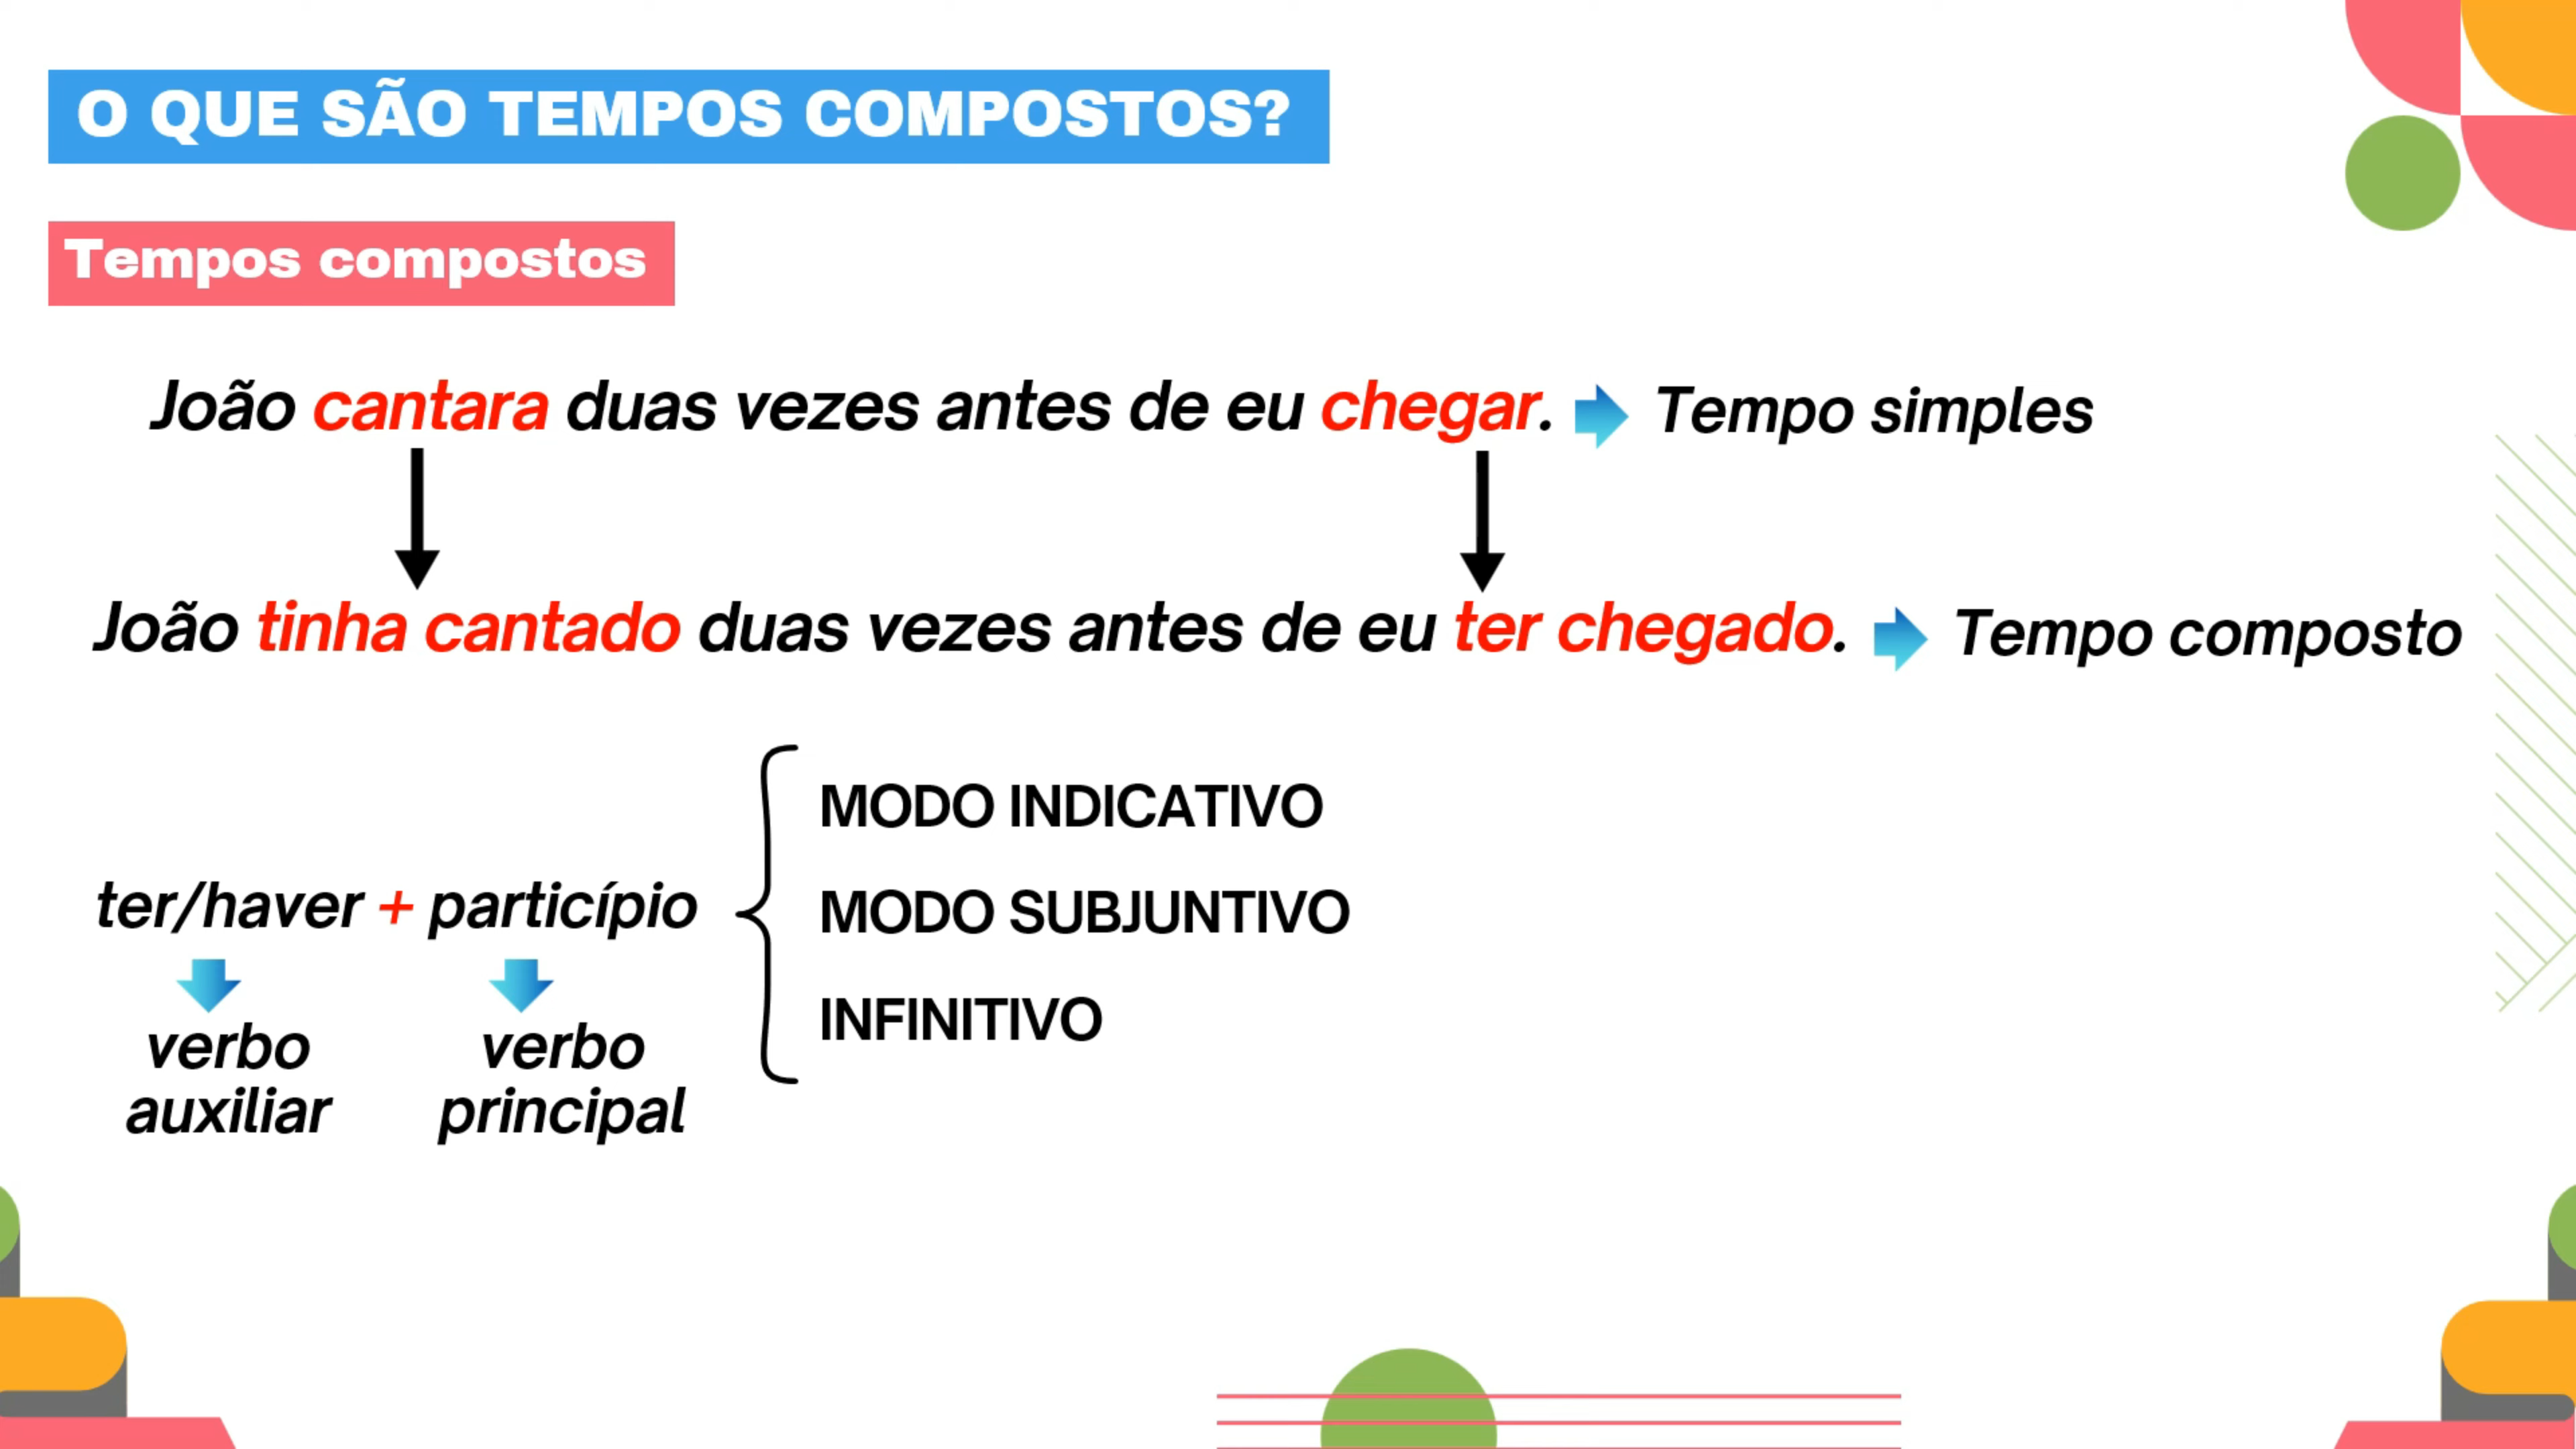 O QUE SÃO TEMPOS COMPOSTOS?
Tempos compostos
João cantara duas vezes antes de eu chegar. Tempo simples
João tinha cantado duas vezes antes de eu ter chegado. Tempo composto
ter/haver + particípio
verbo
auxiliar
verbo
principal
MODO INDICATIVO
MODO SUBJUNTIVO
INFINITIVO